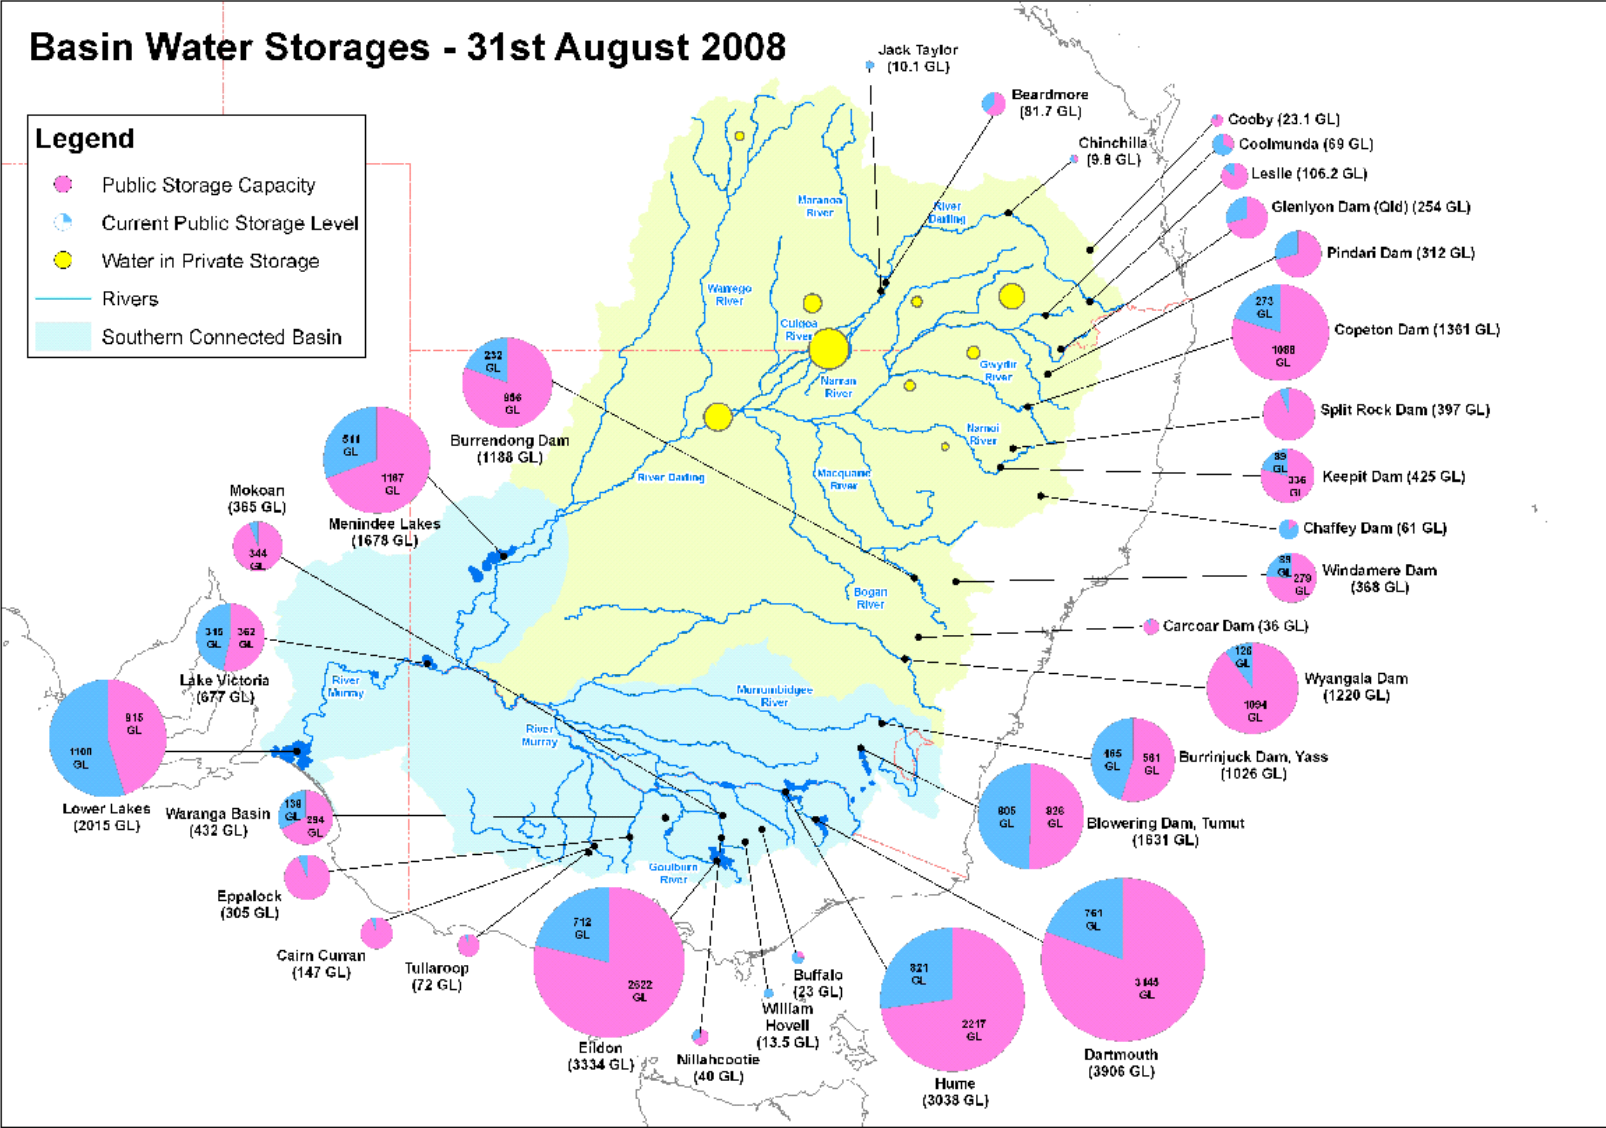 Basin Water Storages - 31st August 2008
Legend
Public Storage Capacity
Current Public Storage Level
Water in Private Storage
Rivers
Southern Connected Basin
Jack Taylor
(10.1 GL)
Beardmore
(81.7 GL)
Chinchilla
(9.8 GL)
Cooby (23.1 GL)
Coolmunda (69 GL)
Leslie (106.2 GL)
Glenlyon Dam (Qld) (254 GL)
Pindari Dam (312 GL)
273
GL
1088
GL
Copeton Dam (1361 GL)
Split Rock Dam (397 GL)
89
GL
336
GL
Keepit Dam (425 GL)
Chaffey Dam (61 GL)
89
GL
279
GL
Windamere Dam
(368 GL)
Carcoar Dam (36 GL)
126
GL
1094
GL
Wyangala Dam
(1220 GL)
465
GL
561
GL
Burrinjuck Dam, Yass
(1026 GL)
805
GL
826
GL
Blowering Dam, Tumut
(1631 GL)
761
GL
3145
GL
Dartmouth
(3906 GL)
821
GL
2217
GL
Hume
(3038 GL)
Buffalo
(23 GL)
William
Hovell
(13.5 GL)
Nillahcootie
(40 GL)
712
GL
2622
GL
Eildon
(3334 GL)
Tullaroop
(72 GL)
Cairn Curran
(147 GL)
Eppalock
(305 GL)
138
GL
294
GL
Waranga Basin
(432 GL)
1100
GL
915
GL
Lower Lakes
(2015 GL)
315
GL
362
GL
Lake Victoria
(677 GL)
344
GL
Mokoan
(365 GL)
511
GL
1167
GL
Menindee Lakes
(1678 GL)
232
GL
956
GL
Burrendong Dam
(1188 GL)
Maranoa
River
River
Darling
Warrego
River
Culgoa
River
Narran
River
Gwydir
River
Namoi
River
Macquarie
River
River Darling
Bogan
River
Murrumbidgee
River
River
Murray
River
Murray
Goulburn
River